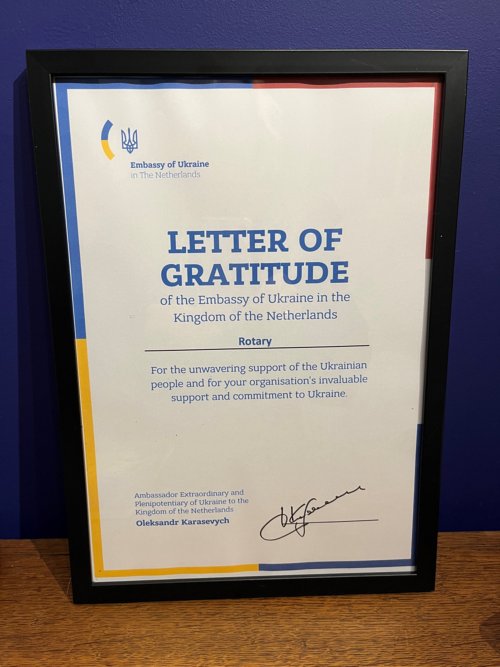 Embassy of Ukraine
in The Netherlands
LETTER OF
GRATITUDE
of the Embassy of Ukraine in the
Kingdom of the Netherlands
Rotary
For the unwavering support of the Ukrainian
people and for your organisation's invaluable
support and commitment to Ukraine.
Ambassador Extraordinary and
Plenipotentiary of Ukraine to the
Kingdom of the Netherlands
Oleksandr Karasevych